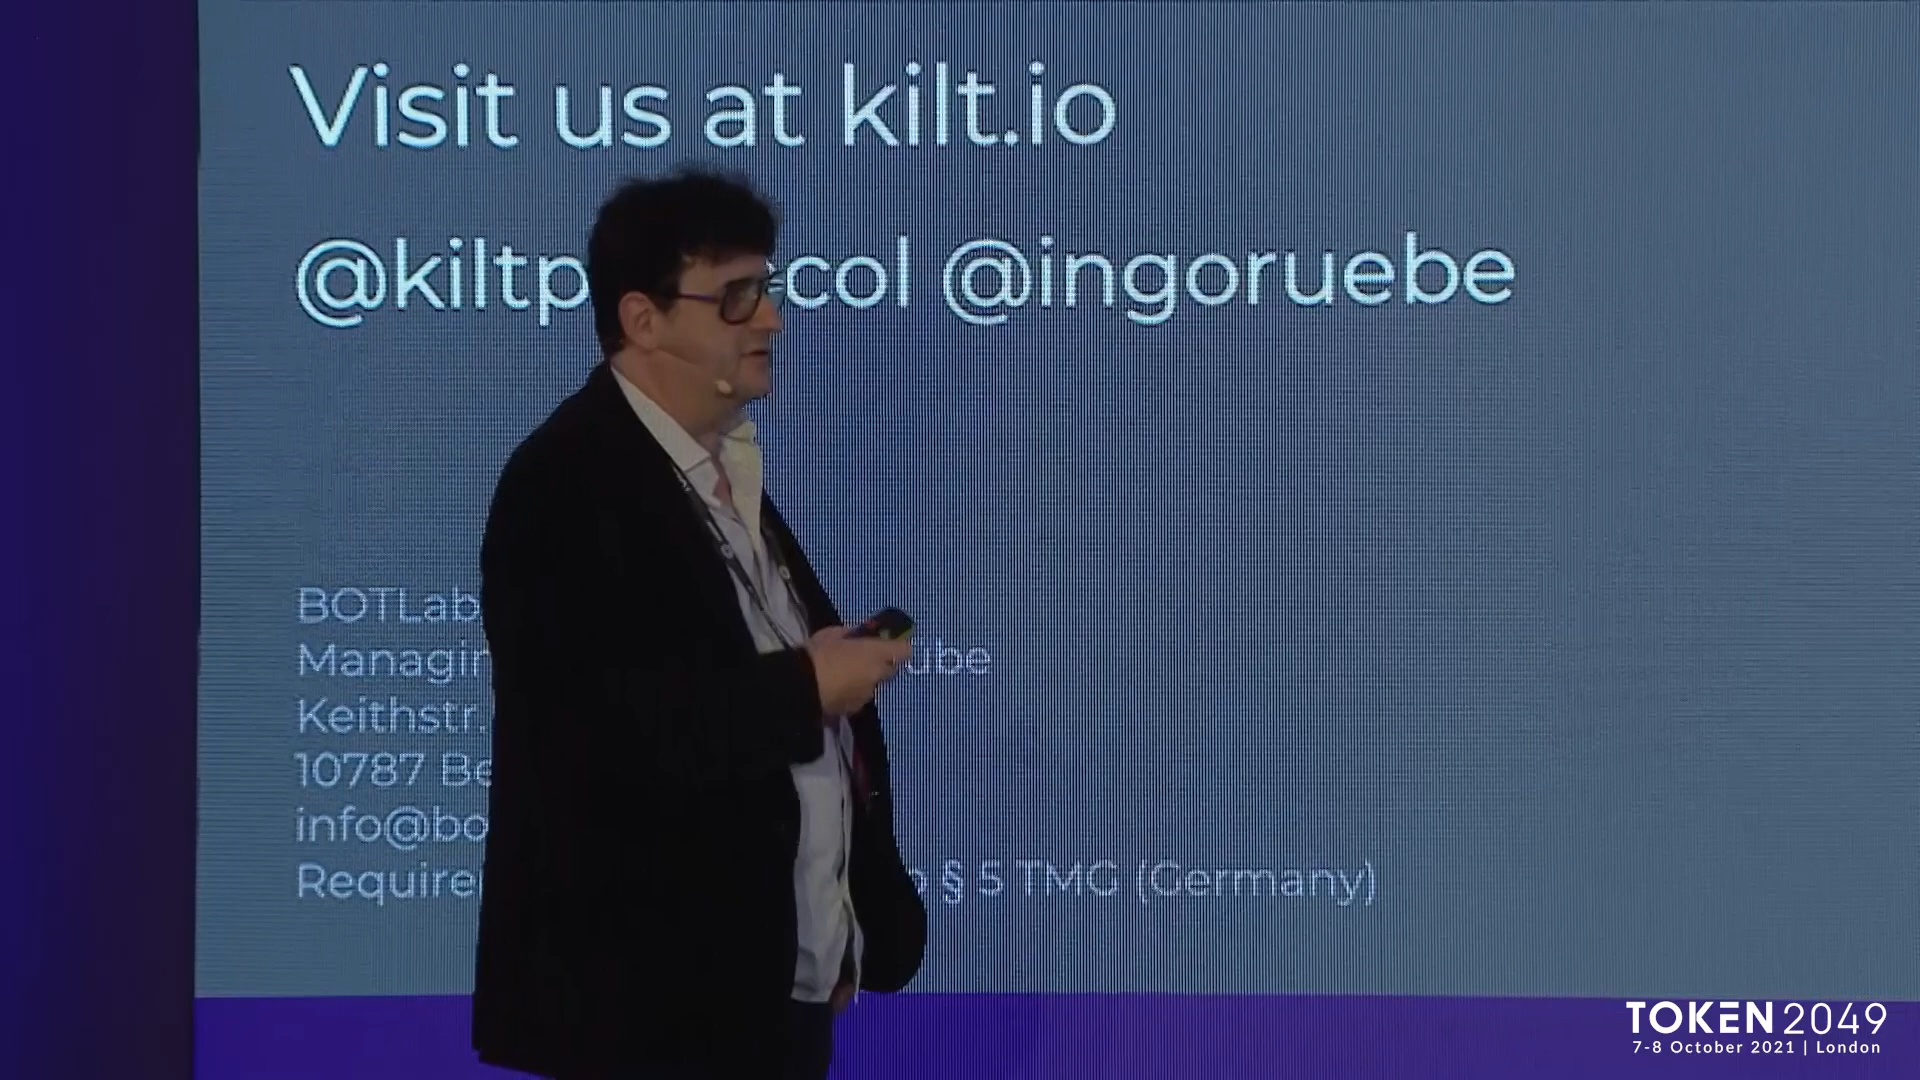 Visit us at kilt.io
@kiltp col @ingoruebe
BOTLab
Managin ube
Keithstr.
10787 Be
info@bo
Require § 5 TMG (Germany)
TOKEN2049
7-8 October 2021 | London